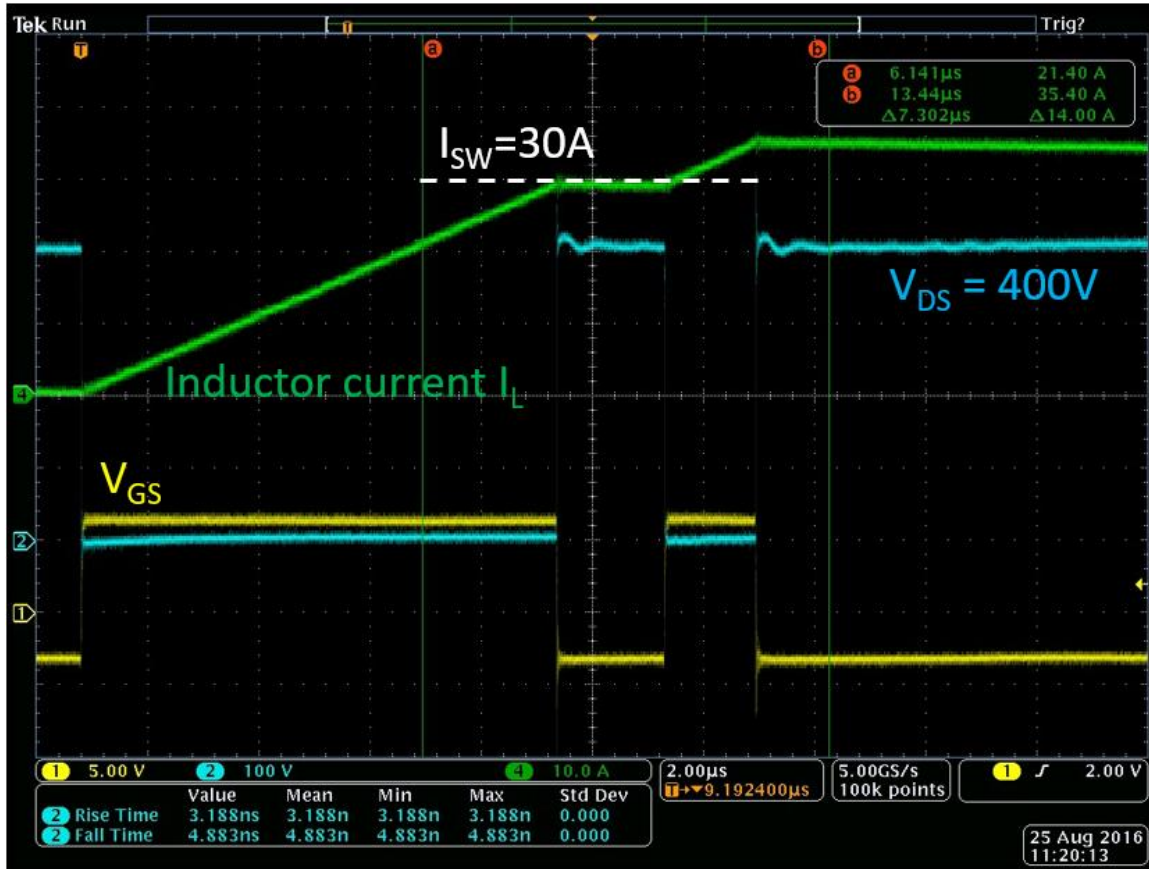 Tek Run Trig?
T
T a b
a 6.141µs 21.40 A
b 13.44µs 35.40 A
Δ7.302µs Δ14.00 A
I_SW=30A
V_DS = 400V
4 Inductor current I_L
V_GS
2
1
1 5.00 V 2 100 V 4 10.0 A
2.00µs
T→▼9.192400µs
5.00GS/s
100k points
1 ʃ 2.00 V
Value Mean Min Max Std Dev
2 Rise Time 3.188ns 3.188n 3.188n 3.188n 0.000
2 Fall Time 4.883ns 4.883n 4.883n 4.883n 0.000
25 Aug 2016
11:20:13